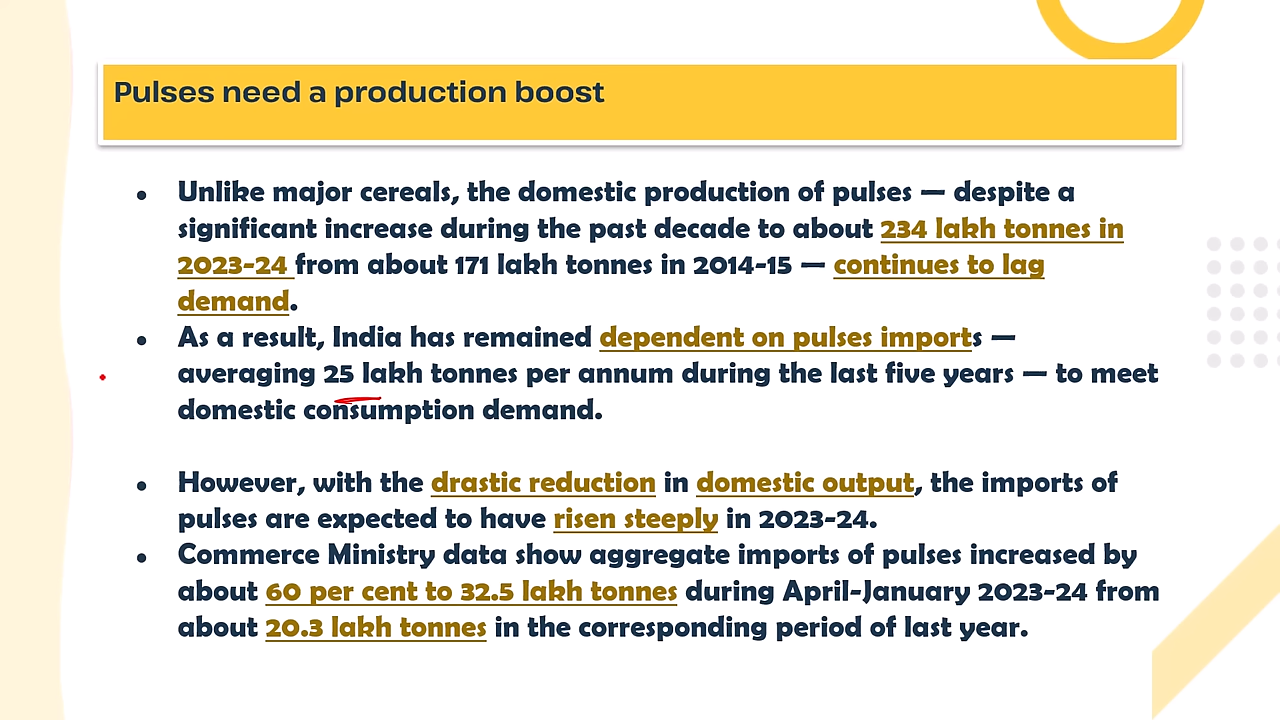 Pulses need a production boost
• Unlike major cereals, the domestic production of pulses — despite a
significant increase during the past decade to about 234 lakh tonnes in
2023-24 from about 171 lakh tonnes in 2014-15 — continues to lag
demand.
• As a result, India has remained dependent on pulses imports —
averaging 25 lakh tonnes per annum during the last five years — to meet
domestic consumption demand.
• However, with the drastic reduction in domestic output, the imports of
pulses are expected to have risen steeply in 2023-24.
• Commerce Ministry data show aggregate imports of pulses increased by
about 60 per cent to 32.5 lakh tonnes during April-January 2023-24 from
about 20.3 lakh tonnes in the corresponding period of last year.